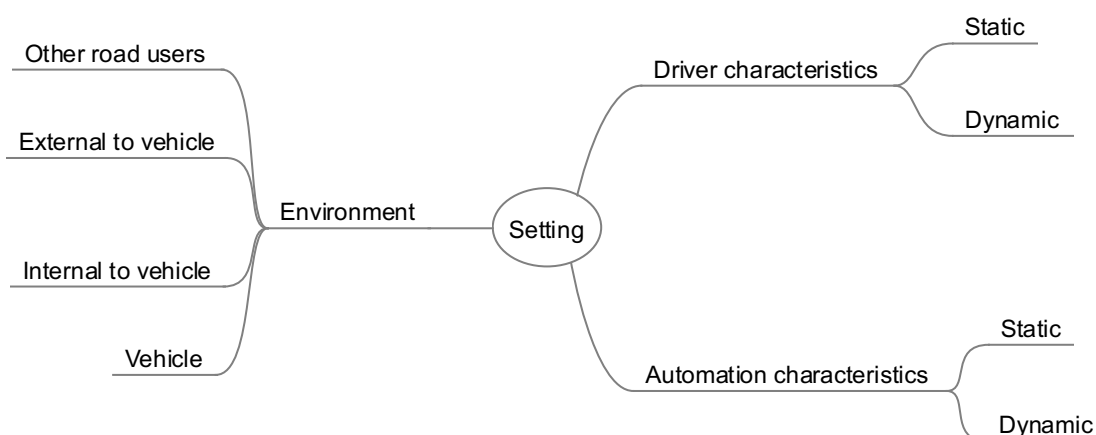 Static
Other road users
Driver characteristics
Dynamic
External to vehicle
Environment
Setting
Internal to vehicle
Static
Vehicle
Automation characteristics
Dynamic